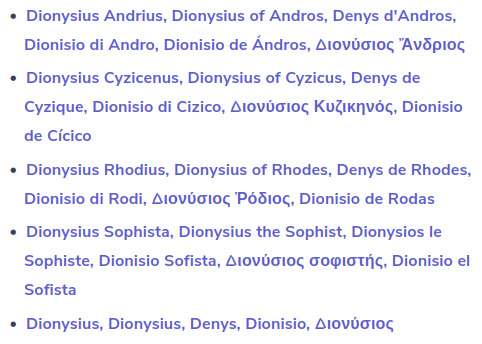 Dionysius Andrius, Dionysius of Andros, Denys d'Andros,
Dionisio di Andro, Dionisio de Ándros, Διονύσιος Ἄνδριος
Dionysius Cyzicenus, Dionysius of Cyzicus, Denys de
Cyzique, Dionisio di Cizico, Διονύσιος Κυζικηνός, Dionisio
de Cícico
Dionysius Rhodius, Dionysius of Rhodes, Denys de Rhodes,
Dionisio di Rodi, Διονύσιος Ῥόδιος, Dionisio de Rodas
Dionysius Sophista, Dionysius the Sophist, Dionysios le
Sophiste, Dionisio Sofista, Διονύσιος σοφιστής, Dionisio el
Sofista
Dionysius, Dionysius, Denys, Dionisio, Διονύσιος